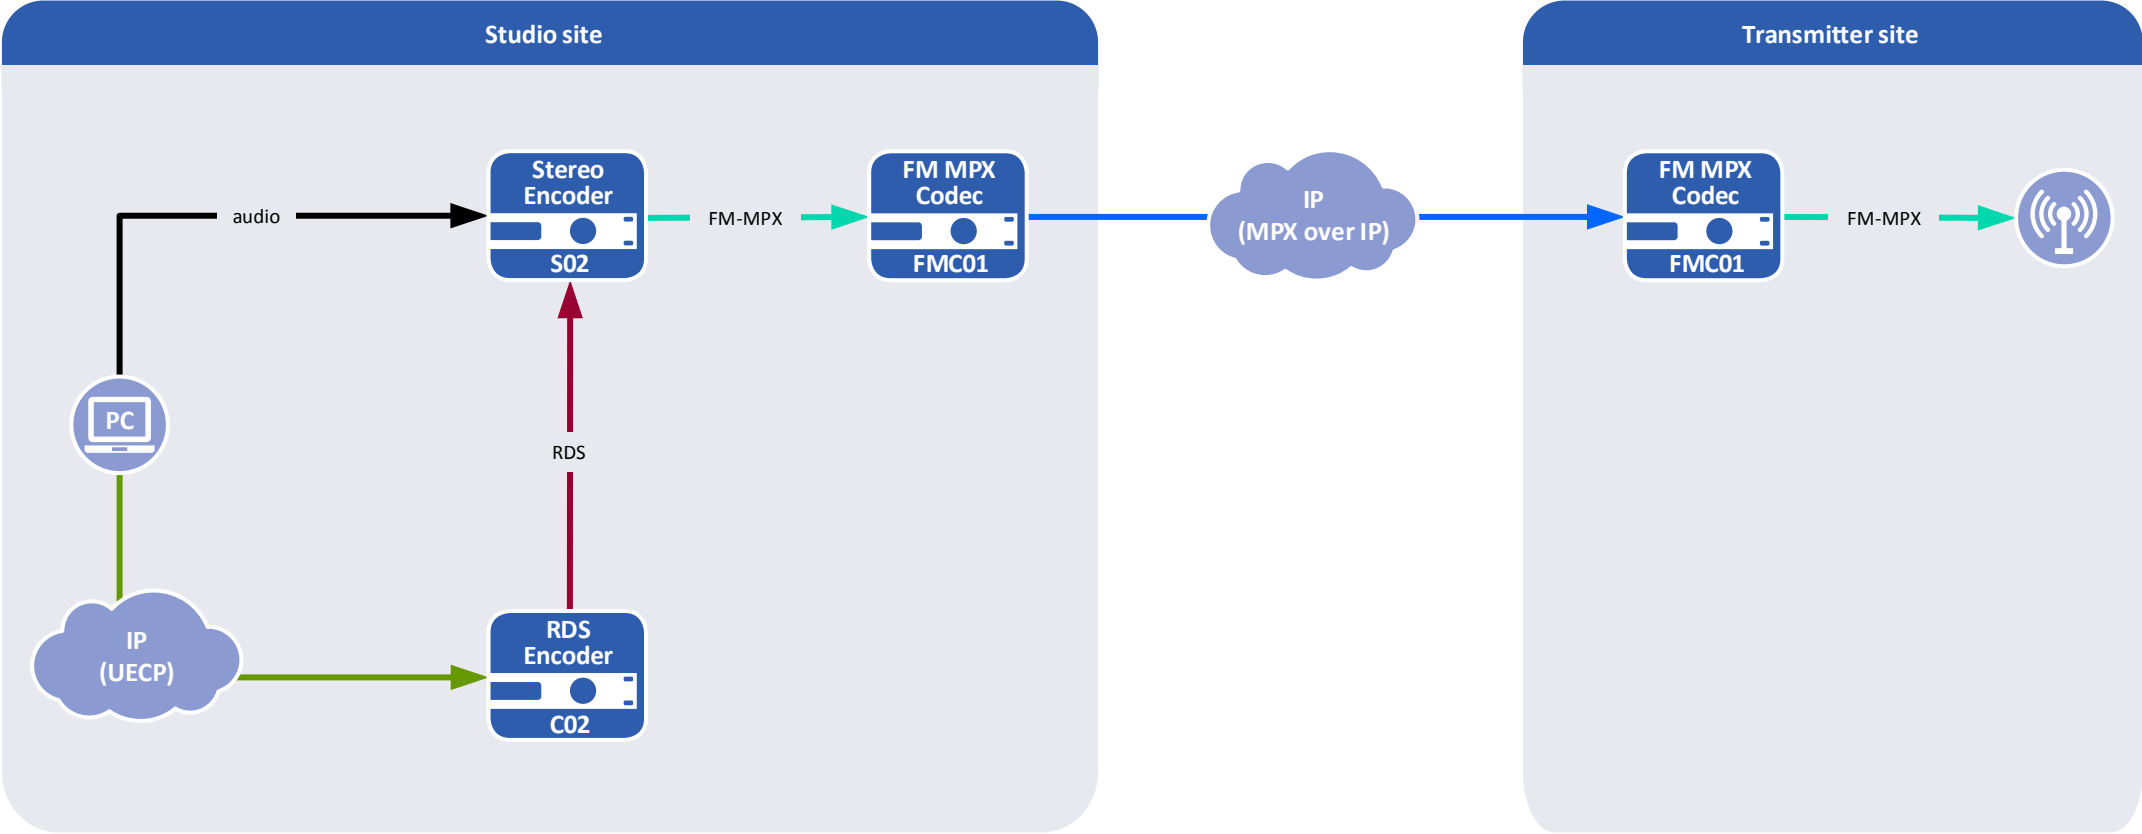 Studio site
Transmitter site
Stereo
Encoder
S02
audio
FM-MPX
FM MPX
Codec
FMC01
IP
(MPX over IP)
FM MPX
Codec
FMC01
FM-MPX
PC
RDS
IP
(UECP)
RDS
Encoder
C02